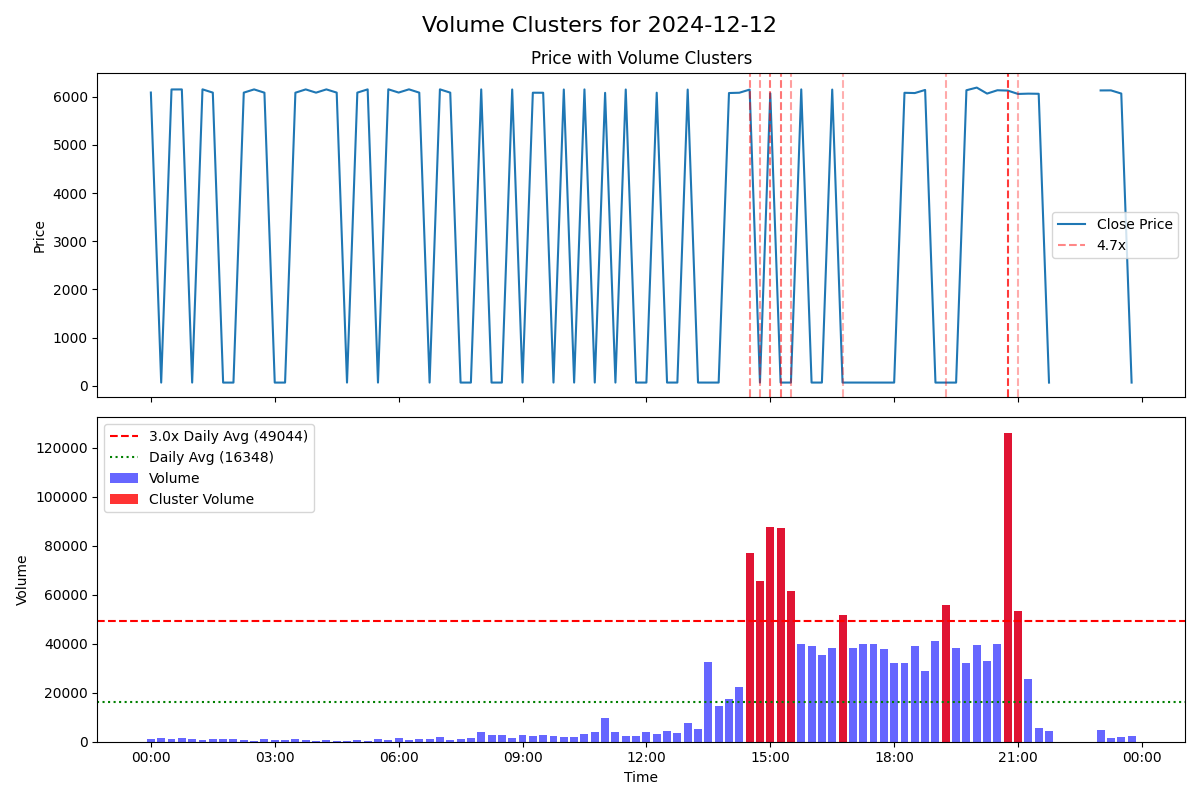 Volume Clusters for 2024-12-12
Price with Volume Clusters
Price
6000
5000
4000
3000
2000
1000
0
Close Price
4.7x
Volume
120000
100000
80000
60000
40000
20000
0
3.0x Daily Avg (49044)
Daily Avg (16348)
Volume
Cluster Volume
00:00 03:00 06:00 09:00 12:00 15:00 18:00 21:00 00:00
Time